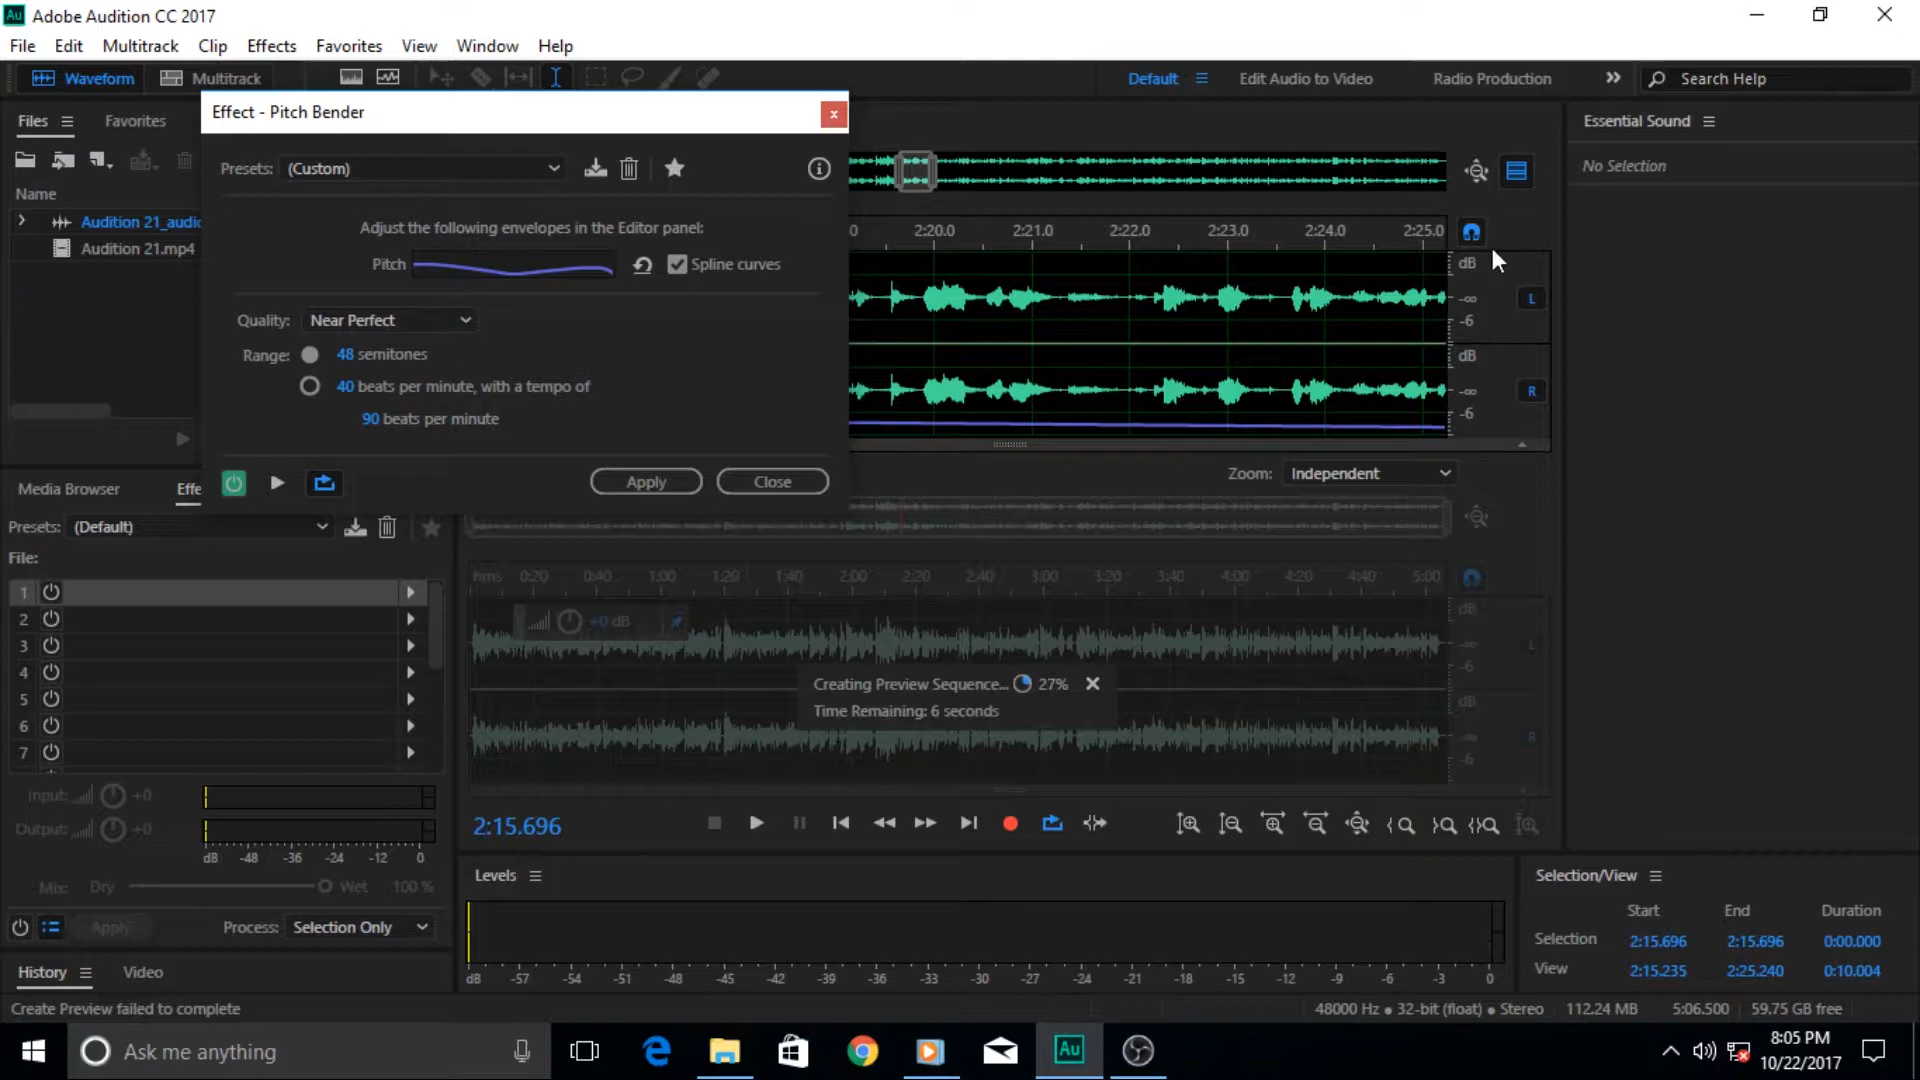 Au Adobe Audition CC 2017
File Edit Multitrack Clip Effects Favorites View Window Help
Waveform Multitrack Default Edit Audio to Video Radio Production Search Help
Effect - Pitch Bender
Files Favorites
Essential Sound
Presets: (Custom)
No Selection
Name
Audition 21_audio
Audition 21.mp4
Adjust the following envelopes in the Editor panel:
Pitch Spline curves
0 2:20.0 2:21.0 2:22.0 2:23.0 2:24.0 2:25.0
dB
-∞ L
-6
dB
-∞ R
-6
Quality: Near Perfect
Range: 48 semitones
40 beats per minute, with a tempo of
90 beats per minute
Apply Close
Zoom: Independent
Media Browser Effe
Presets: (Default)
File:
hms 0:20 0:40 1:00 1:20 1:40 2:00 2:20 2:40 3:00 3:20 3:40 4:00 4:20 4:40 5:00
1
2
3
4
5
6
7
+0 dB
dB
-∞ L
-6
dB
-∞ R
-6
Creating Preview Sequence... 27%
Time Remaining: 6 seconds
Input: +0
Output: +0
dB -48 -36 -24 -12 0
Mix: Dry Wet 100 %
Apply Process: Selection Only
2:15.696
Levels
dB -57 -54 -51 -48 -45 -42 -39 -36 -33 -30 -27 -24 -21 -18 -15 -12 -9 -6 -3 0
Selection/View
Start End Duration
Selection 2:15.696 2:15.696 0:00.000
View 2:15.235 2:25.240 0:10.004
History Video
Create Preview failed to complete
48000 Hz ● 32-bit (float) ● Stereo 112.24 MB 5:06.500 59.75 GB free
Ask me anything
Au
8:05 PM
10/22/2017